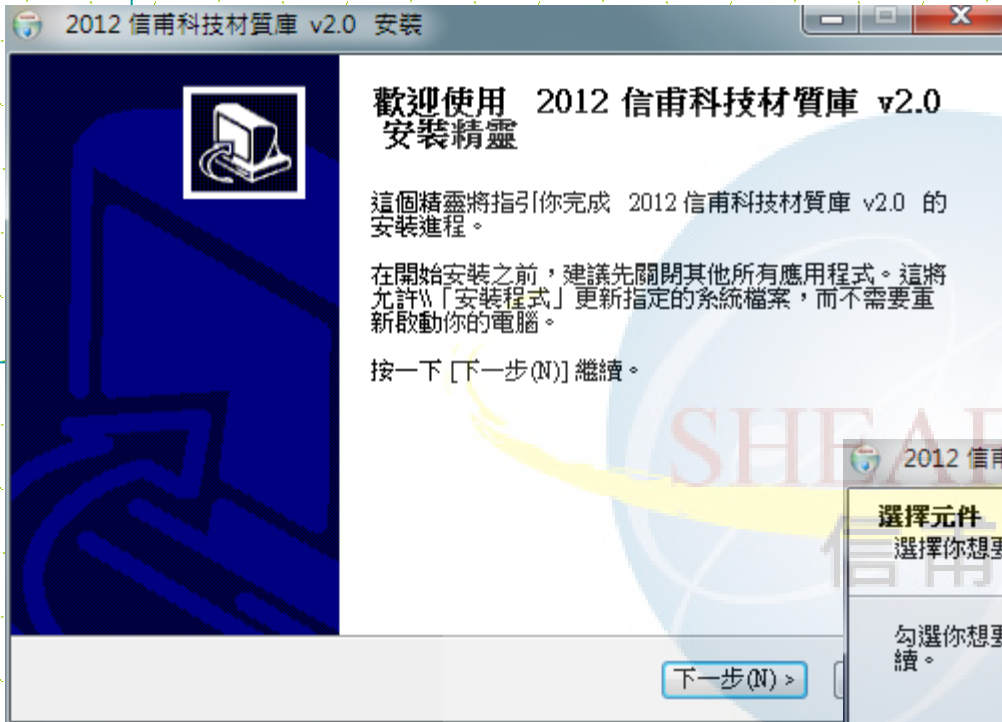 2012 信甫科技材質庫 v2.0 安裝
歡迎使用 2012 信甫科技材質庫 v2.0
安裝精靈
這個精靈將指引你完成 2012 信甫科技材質庫 v2.0 的
安裝進程。
在開始安裝之前，建議先關閉其他所有應用程式。這將
允許\\「安裝程式」更新指定的系統檔案，而不需要重
新啟動你的電腦。
按一下 [下一步(N)] 繼續。
SHEAR
2012 信甫
選擇元件
信甫
選擇你想要
勾選你想要
續。
下一步(N) >